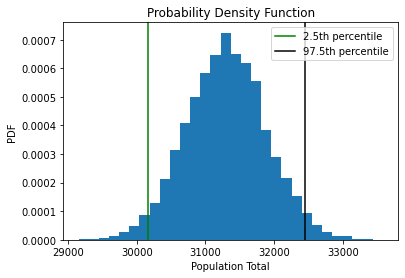 Probability Density Function
2.5th percentile
97.5th percentile
PDF
0.0007
0.0006
0.0005
0.0004
0.0003
0.0002
0.0001
0.0000
29000 30000 31000 32000 33000
Population Total